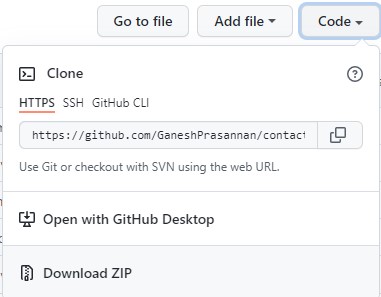 Go to file Add file Code
Clone
HTTPS SSH GitHub CLI
https://github.com/GaneshPrasannan/contact
Use Git or checkout with SVN using the web URL.
Open with GitHub Desktop
Download ZIP